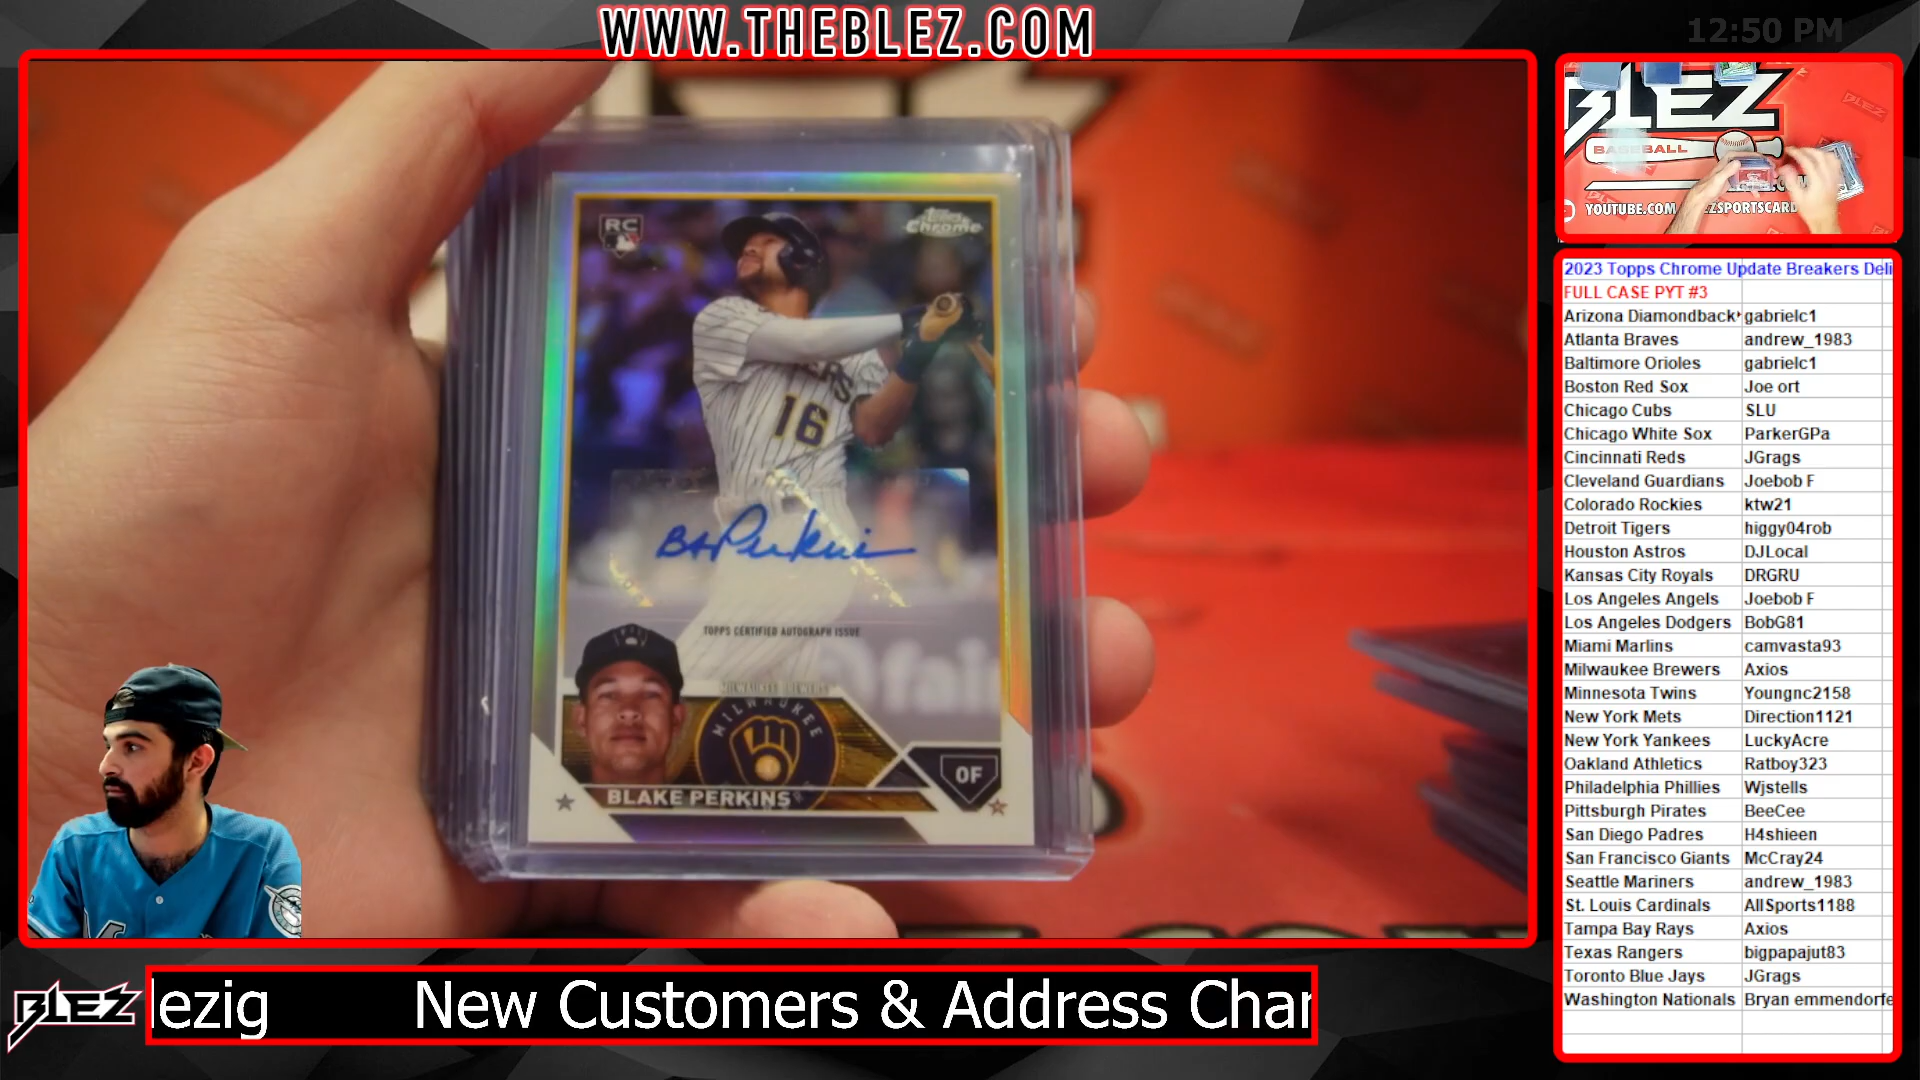 WWW.THEBLEZ.COM
12:50 PM
RC
Topps
Chrome
16
BAPerkins
TOPPS CERTIFIED AUTOGRAPH ISSUE
MILWAUKEE BREWERS
MILWAUKEE
OF
BLAKE PERKINS
BLEZ
BASEBALL
YOUTUBE.COM
BLEZ
lezig New Customers & Address Char
2023 Topps Chrome Update Breakers Deli
FULL CASE PYT #3
Arizona Diamondback gabrielc1
Atlanta Braves andrew_1983
Baltimore Orioles gabrielc1
Boston Red Sox Joe ort
Chicago Cubs SLU
Chicago White Sox ParkerGPa
Cincinnati Reds JGrags
Cleveland Guardians Joebob F
Colorado Rockies ktw21
Detroit Tigers higgy04rob
Houston Astros DJLocal
Kansas City Royals DRGRU
Los Angeles Angels Joebob F
Los Angeles Dodgers BobG81
Miami Marlins camvasta93
Milwaukee Brewers Axios
Minnesota Twins Youngnc2158
New York Mets Direction1121
New York Yankees LuckyAcre
Oakland Athletics Ratboy323
Philadelphia Phillies Wjstells
Pittsburgh Pirates BeeCee
San Diego Padres H4shieen
San Francisco Giants McCray24
Seattle Mariners andrew_1983
St. Louis Cardinals AllSports1188
Tampa Bay Rays Axios
Texas Rangers bigpapajut83
Toronto Blue Jays JGrags
Washington Nationals Bryan emmendorfe